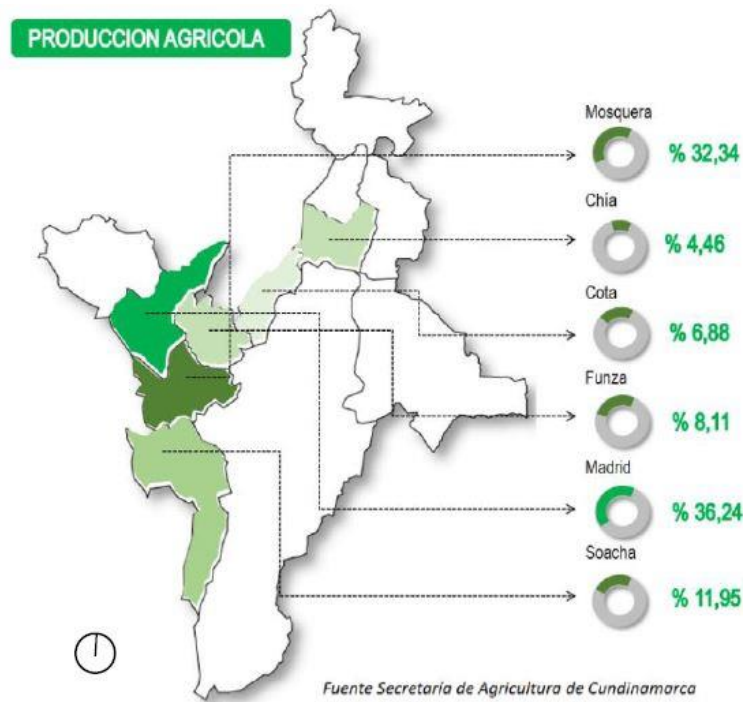 PRODUCCION AGRICOLA
Mosquera
% 32,34
Chía
% 4,46
Cota
% 6,88
Funza
% 8,11
Madrid
% 36,24
Soacha
% 11,95
Fuente Secretaría de Agricultura de Cundinamarca